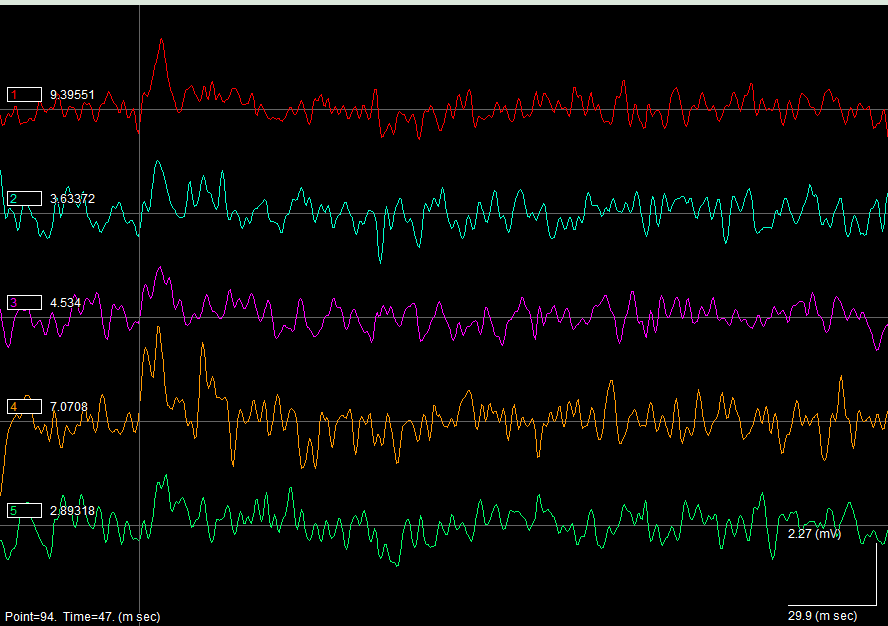 1 9.39551
2 3.63372
3 4.534
4 7.0708
5 2.89318
2.27 (mV)
29.9 (m sec)
Point=94. Time=47. (m sec)